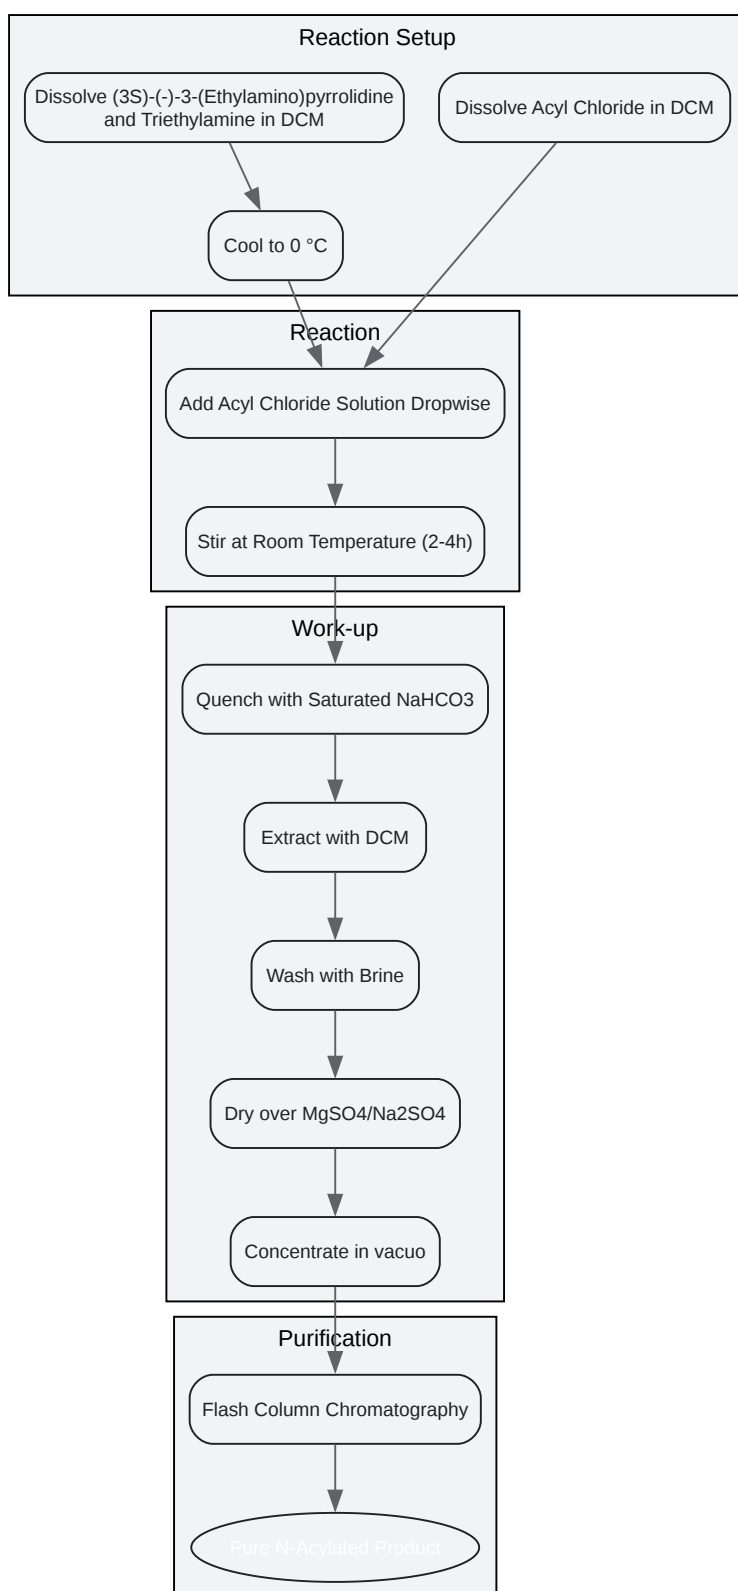 Reaction Setup
Dissolve (3S)-(-)-3-(Ethylamino)pyrrolidine
and Triethylamine in DCM
Dissolve Acyl Chloride in DCM
Cool to 0 °C
Reaction
Add Acyl Chloride Solution Dropwise
Stir at Room Temperature (2-4h)
Work-up
Quench with Saturated NaHCO3
Extract with DCM
Wash with Brine
Dry over MgSO4/Na2SO4
Concentrate in vacuo
Purification
Flash Column Chromatography
Pure N-Acylated Product